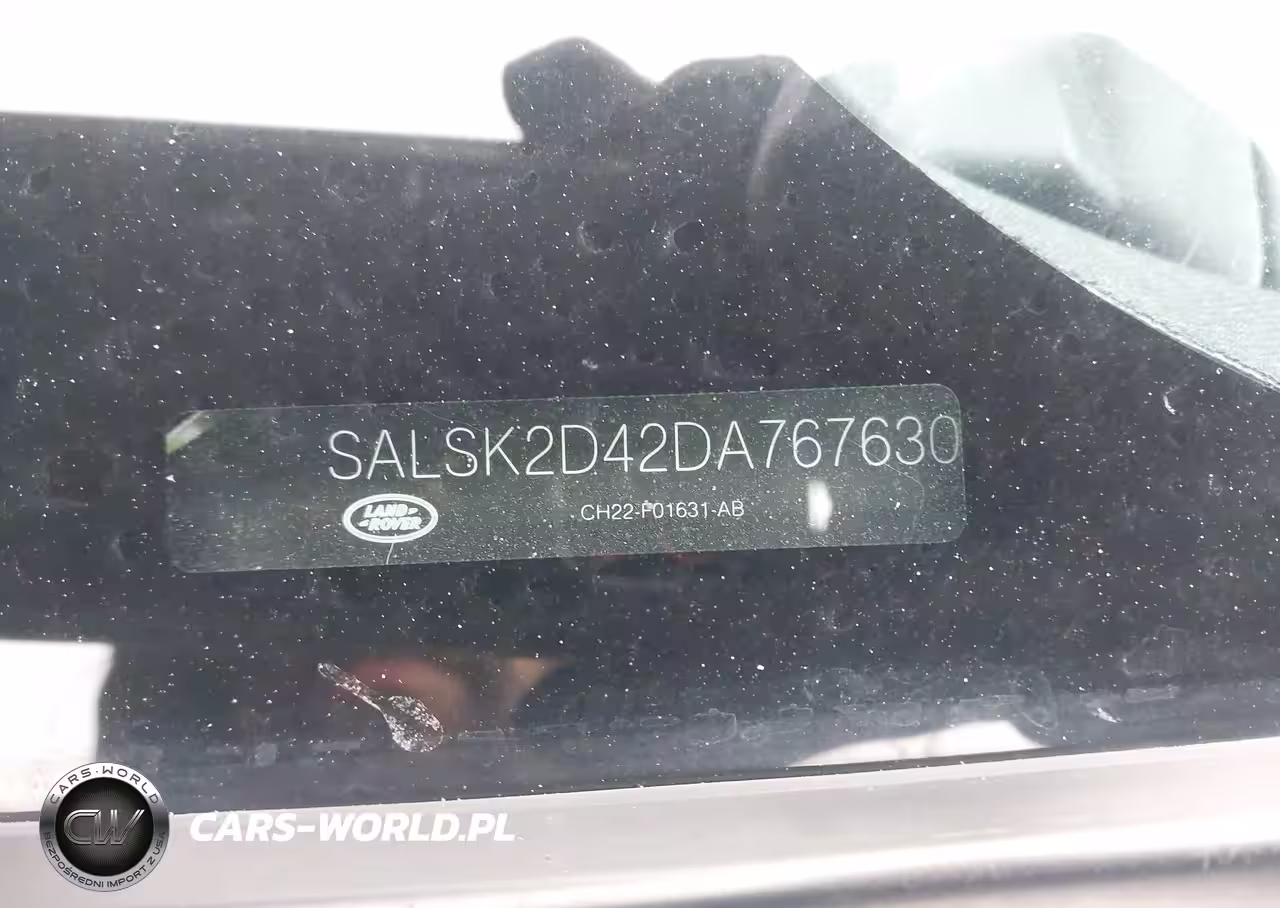 SALSK2D42DA767630
LAND-
-ROVER
CH22-F01631-AB
CARS-WORLD
CW
BEZPOŚREDNI IMPORT Z USA
CARS-WORLD.PL